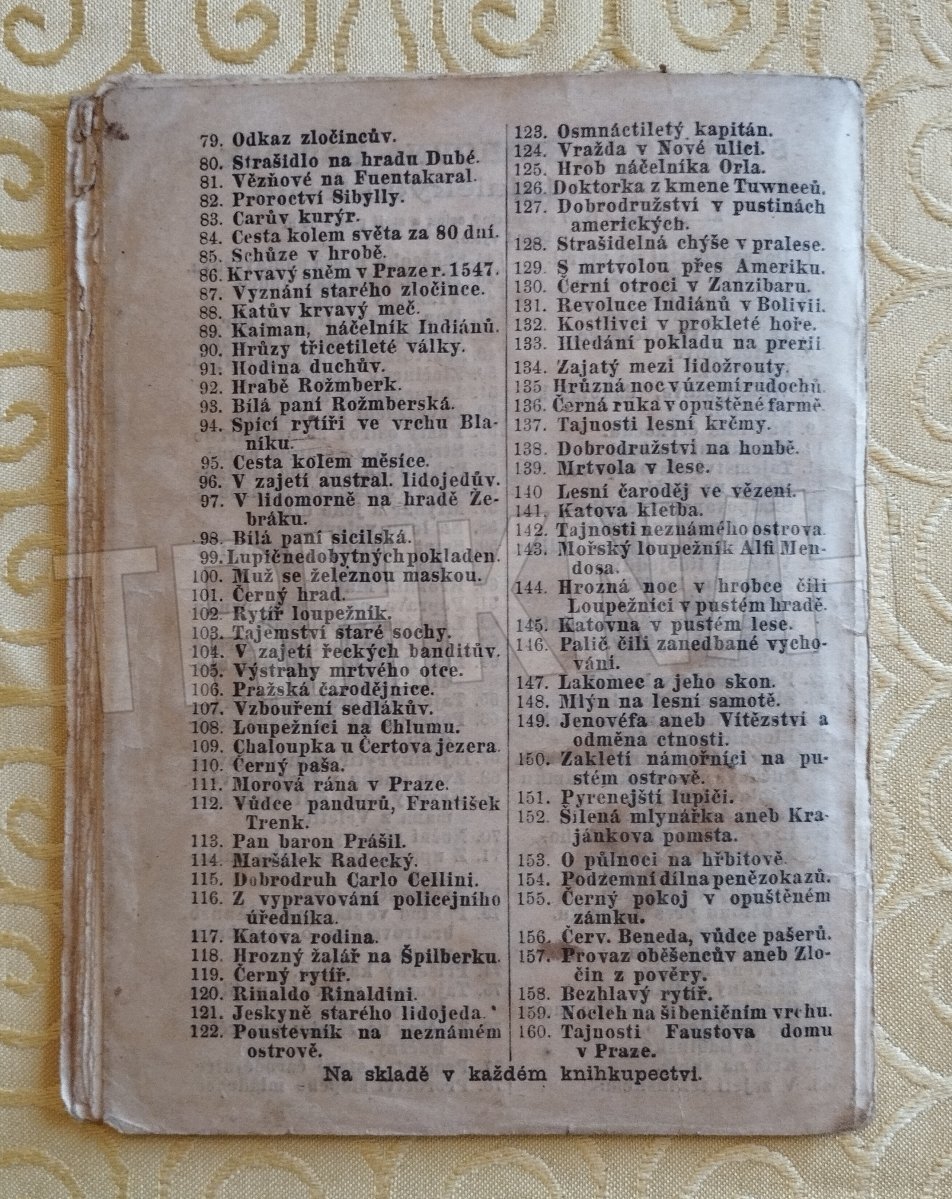 79. Odkaz zločincův.
80. Strašidlo na hradu Dubé.
81. Vězňové na Fuentakaral.
82. Proroctví Sibylly.
83. Carův kurýr.
84. Cesta kolem světa za 80 dní.
85. Schůze v hrobě.
86. Krvavý sněm v Praze r. 1547.
87. Vyznání starého zločince.
88. Katův krvavý meč.
89. Kaiman, náčelník Indiánů.
90. Hrůzy třicetileté války.
91. Hodina duchův.
92. Hrabě Rožmberk.
93. Bílá paní Rožmberská.
94. Spící rytíři ve vrchu Bla-
níku.
95. Cesta kolem měsíce.
96. V zajetí austral. lidojedův.
97. V lidomorně na hradě Že-
bráku.
98. Bílá paní sicilská.
99. Lupič nedobytných pokladen.
100. Muž se železnou maskou.
101. Černý hrad.
102. Rytíř loupežník.
103. Tajemství staré sochy.
104. V zajetí řeckých banditův.
105. Výstrahy mrtvého otce.
106. Pražská čarodějnice.
107. Vzbouření sedlákův.
108. Loupežníci na Chlumu.
109. Chaloupka u Čertova jezera.
110. Černý paša.
111. Morová rána v Praze.
112. Vůdce pandurů, František
Trenk.
113. Pan baron Prášil.
114. Maršálek Radecký.
115. Dobrodruh Carlo Cellini.
116. Z vypravování policejního
úředníka.
117. Katova rodina.
118. Hrozný žalář na Špilberku.
119. Černý rytíř.
120. Rinaldo Rinaldini.
121. Jeskyně starého lidojeda.
122. Poustevník na neznámém
ostrově.
123. Osmnáctiletý kapitán.
124. Vražda v Nové ulici.
125. Hrob náčelníka Orla.
126. Doktorka z kmene Tuwneeů.
127. Dobrodružství v pustinách
amerických.
128. Strašidelná chýše v pralese.
129. S mrtvolou přes Ameriku.
130. Černí otroci v Zanzibaru.
131. Revoluce Indiánů v Bolivii.
132. Kostlivci v prokleté hoře.
133. Hledání pokladu na prerii
134. Zajatý mezi lidožrouty.
135 Hrůzná noc v území rudochů.
136. Černá ruka v opuštěné farmě
137. Tajnosti lesní krčmy.
138. Dobrodružství na honbě.
139. Mrtvola v lese.
140 Lesní čaroděj ve vězení.
141. Katova kletba.
142. Tajnosti neznámého ostrova.
143. Mořský loupežník Alfi Men-
dosa.
144. Hrozná noc v hrobce čili
Loupežníci v pustém hradě.
145. Katovna v pustém lese.
146. Palič čili zanedbané vycho-
vání.
147. Lakomec a jeho skon.
148. Mlýn na lesní samotě.
149. Jenovéfa aneb Vítězství a
odměna ctnosti.
150. Zakletí námořníci na pu-
stém ostrově.
151. Pyrenejští lupiči.
152. Šílená mlynářka aneb Kra-
jánkova pomsta.
153. O půlnoci na hřbitově.
154. Podzemní dílna penězokazů.
155. Černý pokoj v opuštěném
zámku.
156. Červ. Beneda, vůdce pašerů.
157. Provaz oběšencův aneb Zlo-
čin z pověry.
158. Bezhlavý rytíř.
159. Nocleh na šibeničním vrchu.
160. Tajnosti Faustova domu
v Praze.
Na skladě v každém knihkupectví.